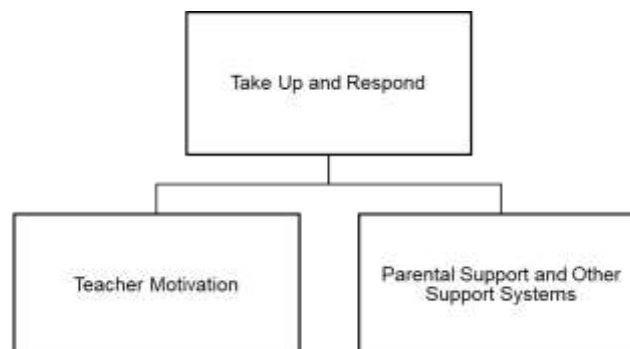 Take Up and Respond
Teacher Motivation
Parental Support and Other
Support Systems